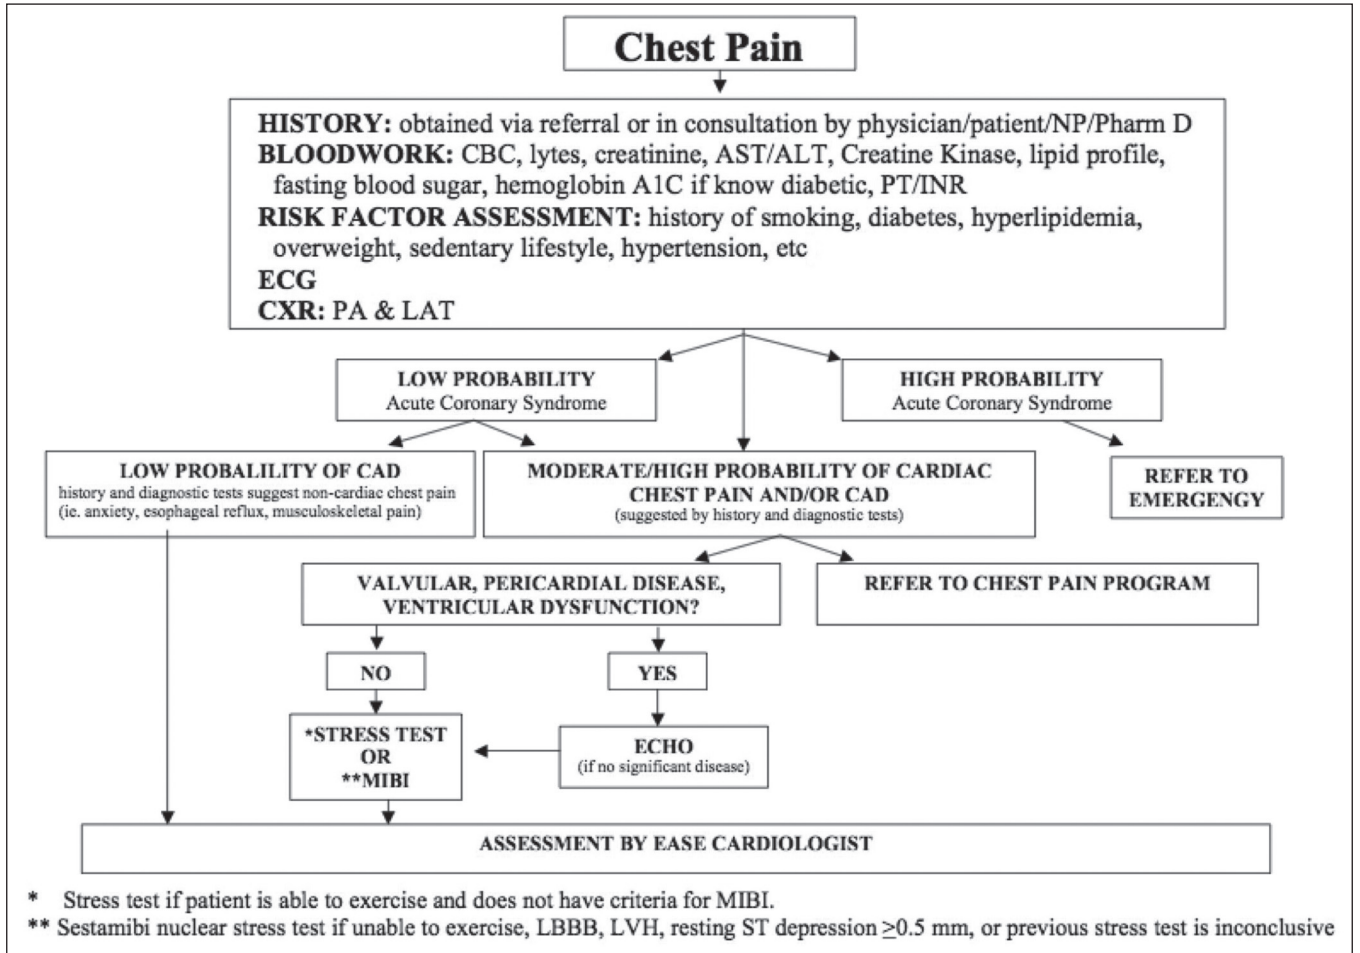 Chest Pain
HISTORY: obtained via referral or in consultation by physician/patient/NP/Pharm D
BLOODWORK: CBC, lytes, creatinine, AST/ALT, Creatine Kinase, lipid profile,
fasting blood sugar, hemoglobin A1C if know diabetic, PT/INR
RISK FACTOR ASSESSMENT: history of smoking, diabetes, hyperlipidemia,
overweight, sedentary lifestyle, hypertension, etc
ECG
CXR: PA & LAT
LOW PROBABILITY
Acute Coronary Syndrome
HIGH PROBABILITY
Acute Coronary Syndrome
LOW PROBALILITY OF CAD
history and diagnostic tests suggest non-cardiac chest pain
(ie. anxiety, esophageal reflux, musculoskeletal pain)
MODERATE/HIGH PROBABILITY OF CARDIAC
CHEST PAIN AND/OR CAD
(suggested by history and diagnostic tests)
REFER TO
EMERGENGY
VALVULAR, PERICARDIAL DISEASE,
VENTRICULAR DYSFUNCTION?
REFER TO CHEST PAIN PROGRAM
NO
YES
*STRESS TEST
OR
**MIBI
ECHO
(if no significant disease)
ASSESSMENT BY EASE CARDIOLOGIST
* Stress test if patient is able to exercise and does not have criteria for MIBI.
** Sestamibi nuclear stress test if unable to exercise, LBBB, LVH, resting ST depression ≥0.5 mm, or previous stress test is inconclusive